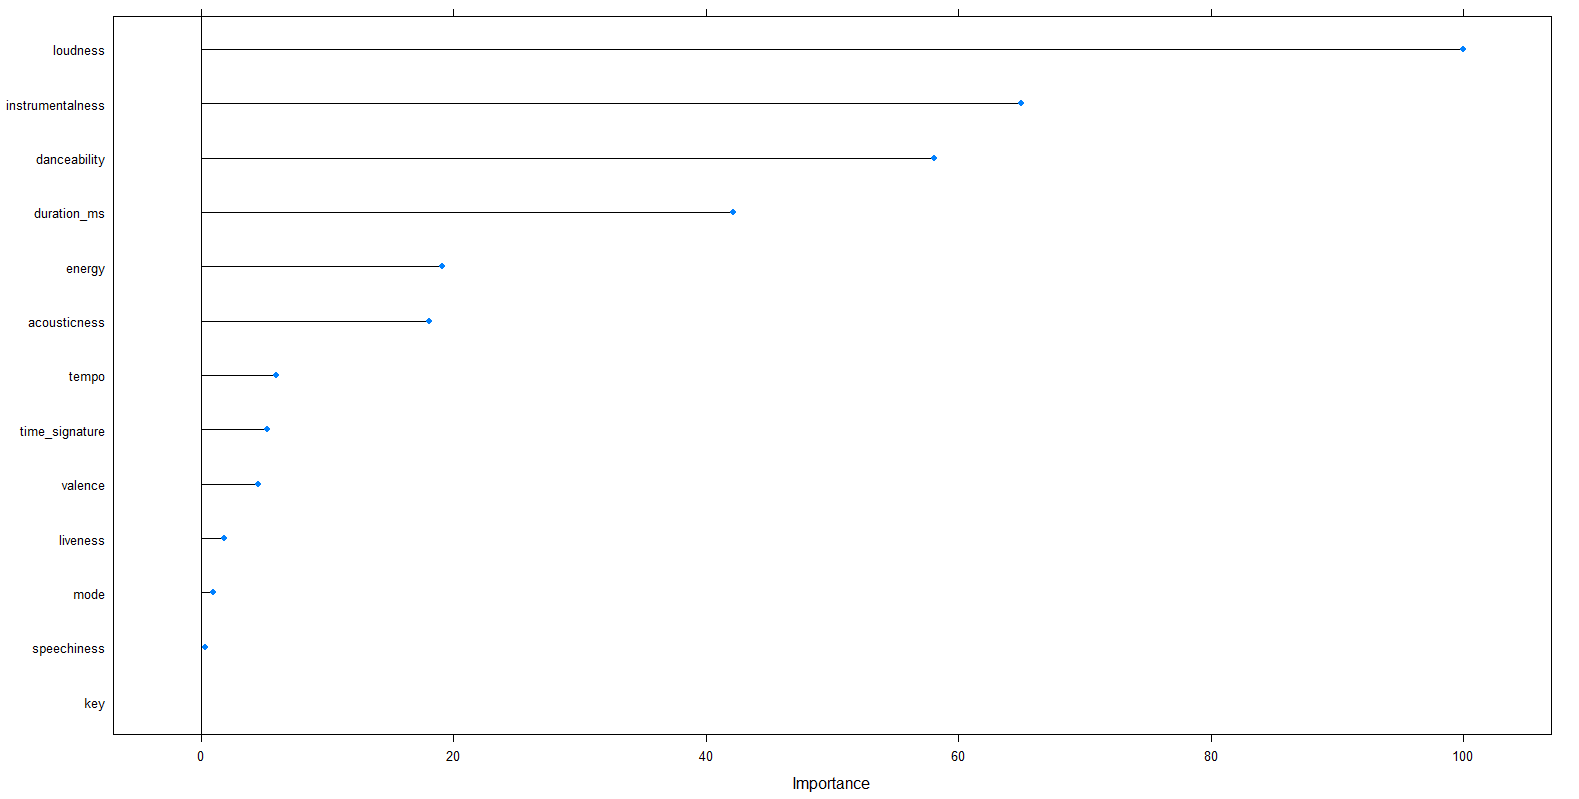 loudness
instrumentalness
danceability
duration_ms
energy
acousticness
tempo
time_signature
valence
liveness
mode
speechiness
key
0 20 40 60 80 100
Importance